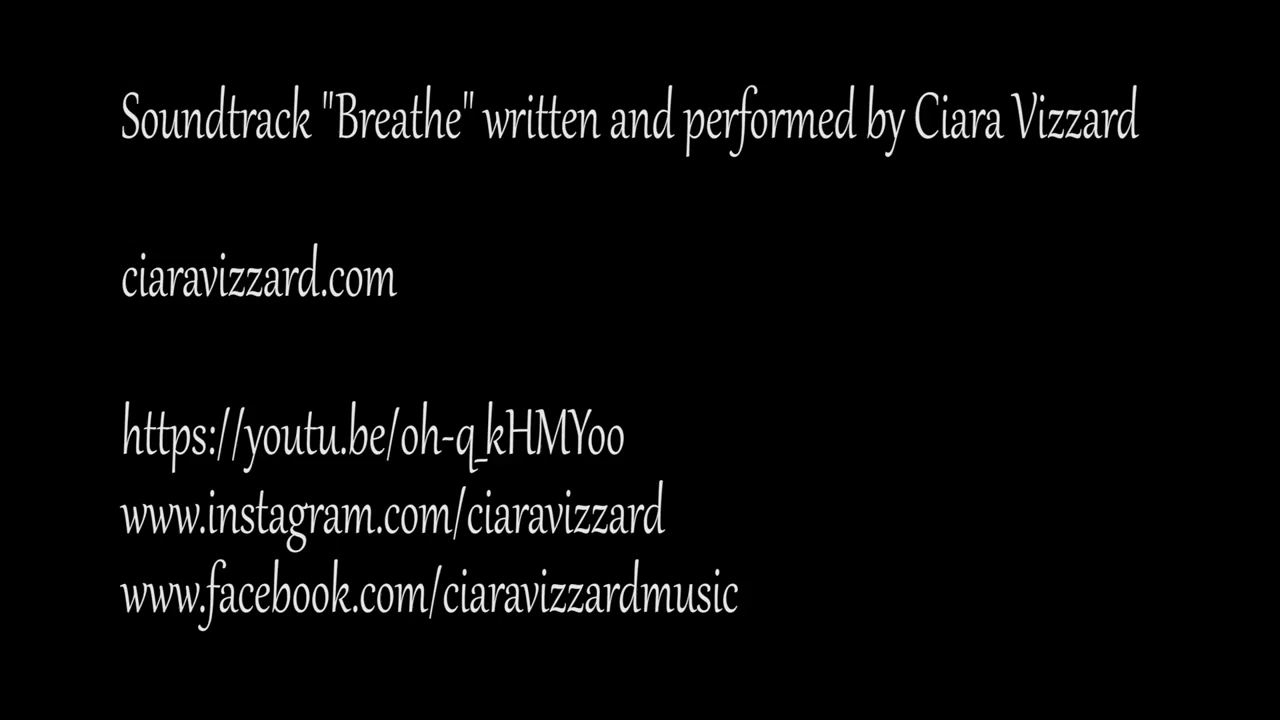 Soundtrack "Breathe" written and performed by Ciara Vizzard
ciaravizzard.com
https://youtu.be/oh-q_kHMYoo
www.instagram.com/ciaravizzard
www.facebook.com/ciaravizzardmusic